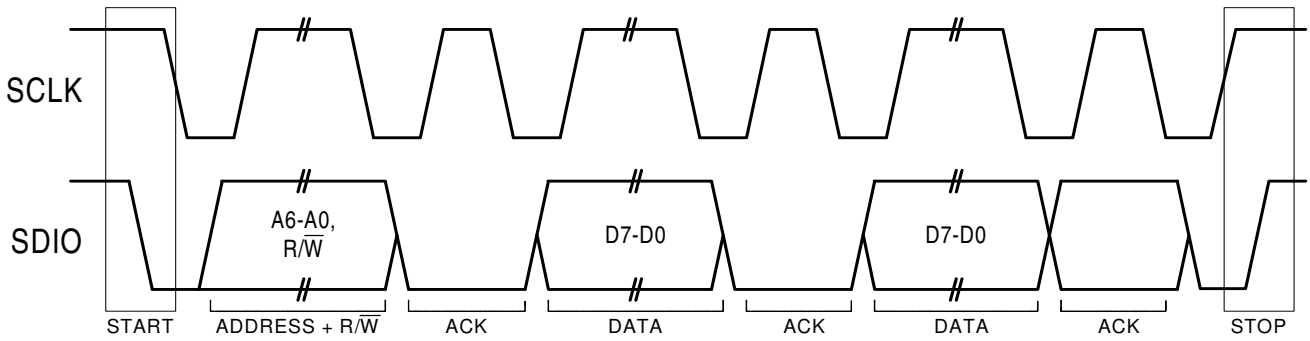 SCLK
SDIO
A6-A0,
R/W̅
D7-D0
D7-D0
START
ADDRESS + R/W̅
ACK
DATA
ACK
DATA
ACK
STOP